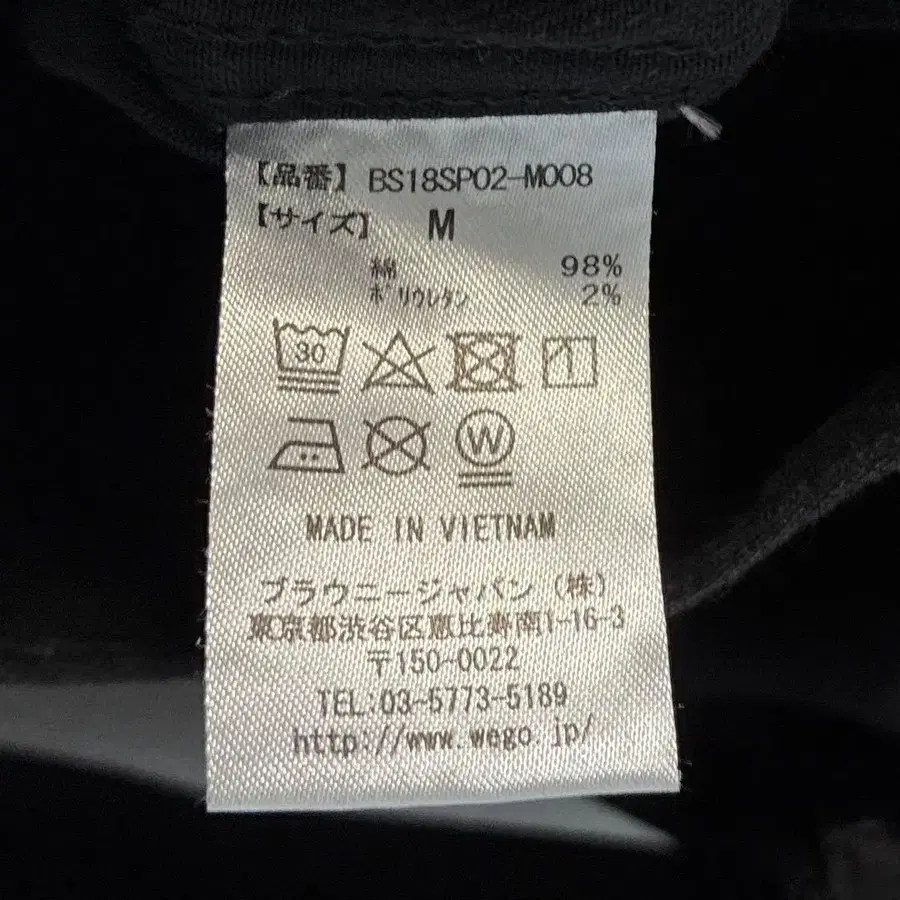 【品番】 BS18SP02-M008
【サイズ】 M
綿 98%
ポリウレタン 2%
30
W
MADE IN VIETNAM
ブラウニージャパン（株）
東京都渋谷区恵比寿南1-16-3
〒150-0022
TEL:03-5773-5189
http://www.wego.jp/